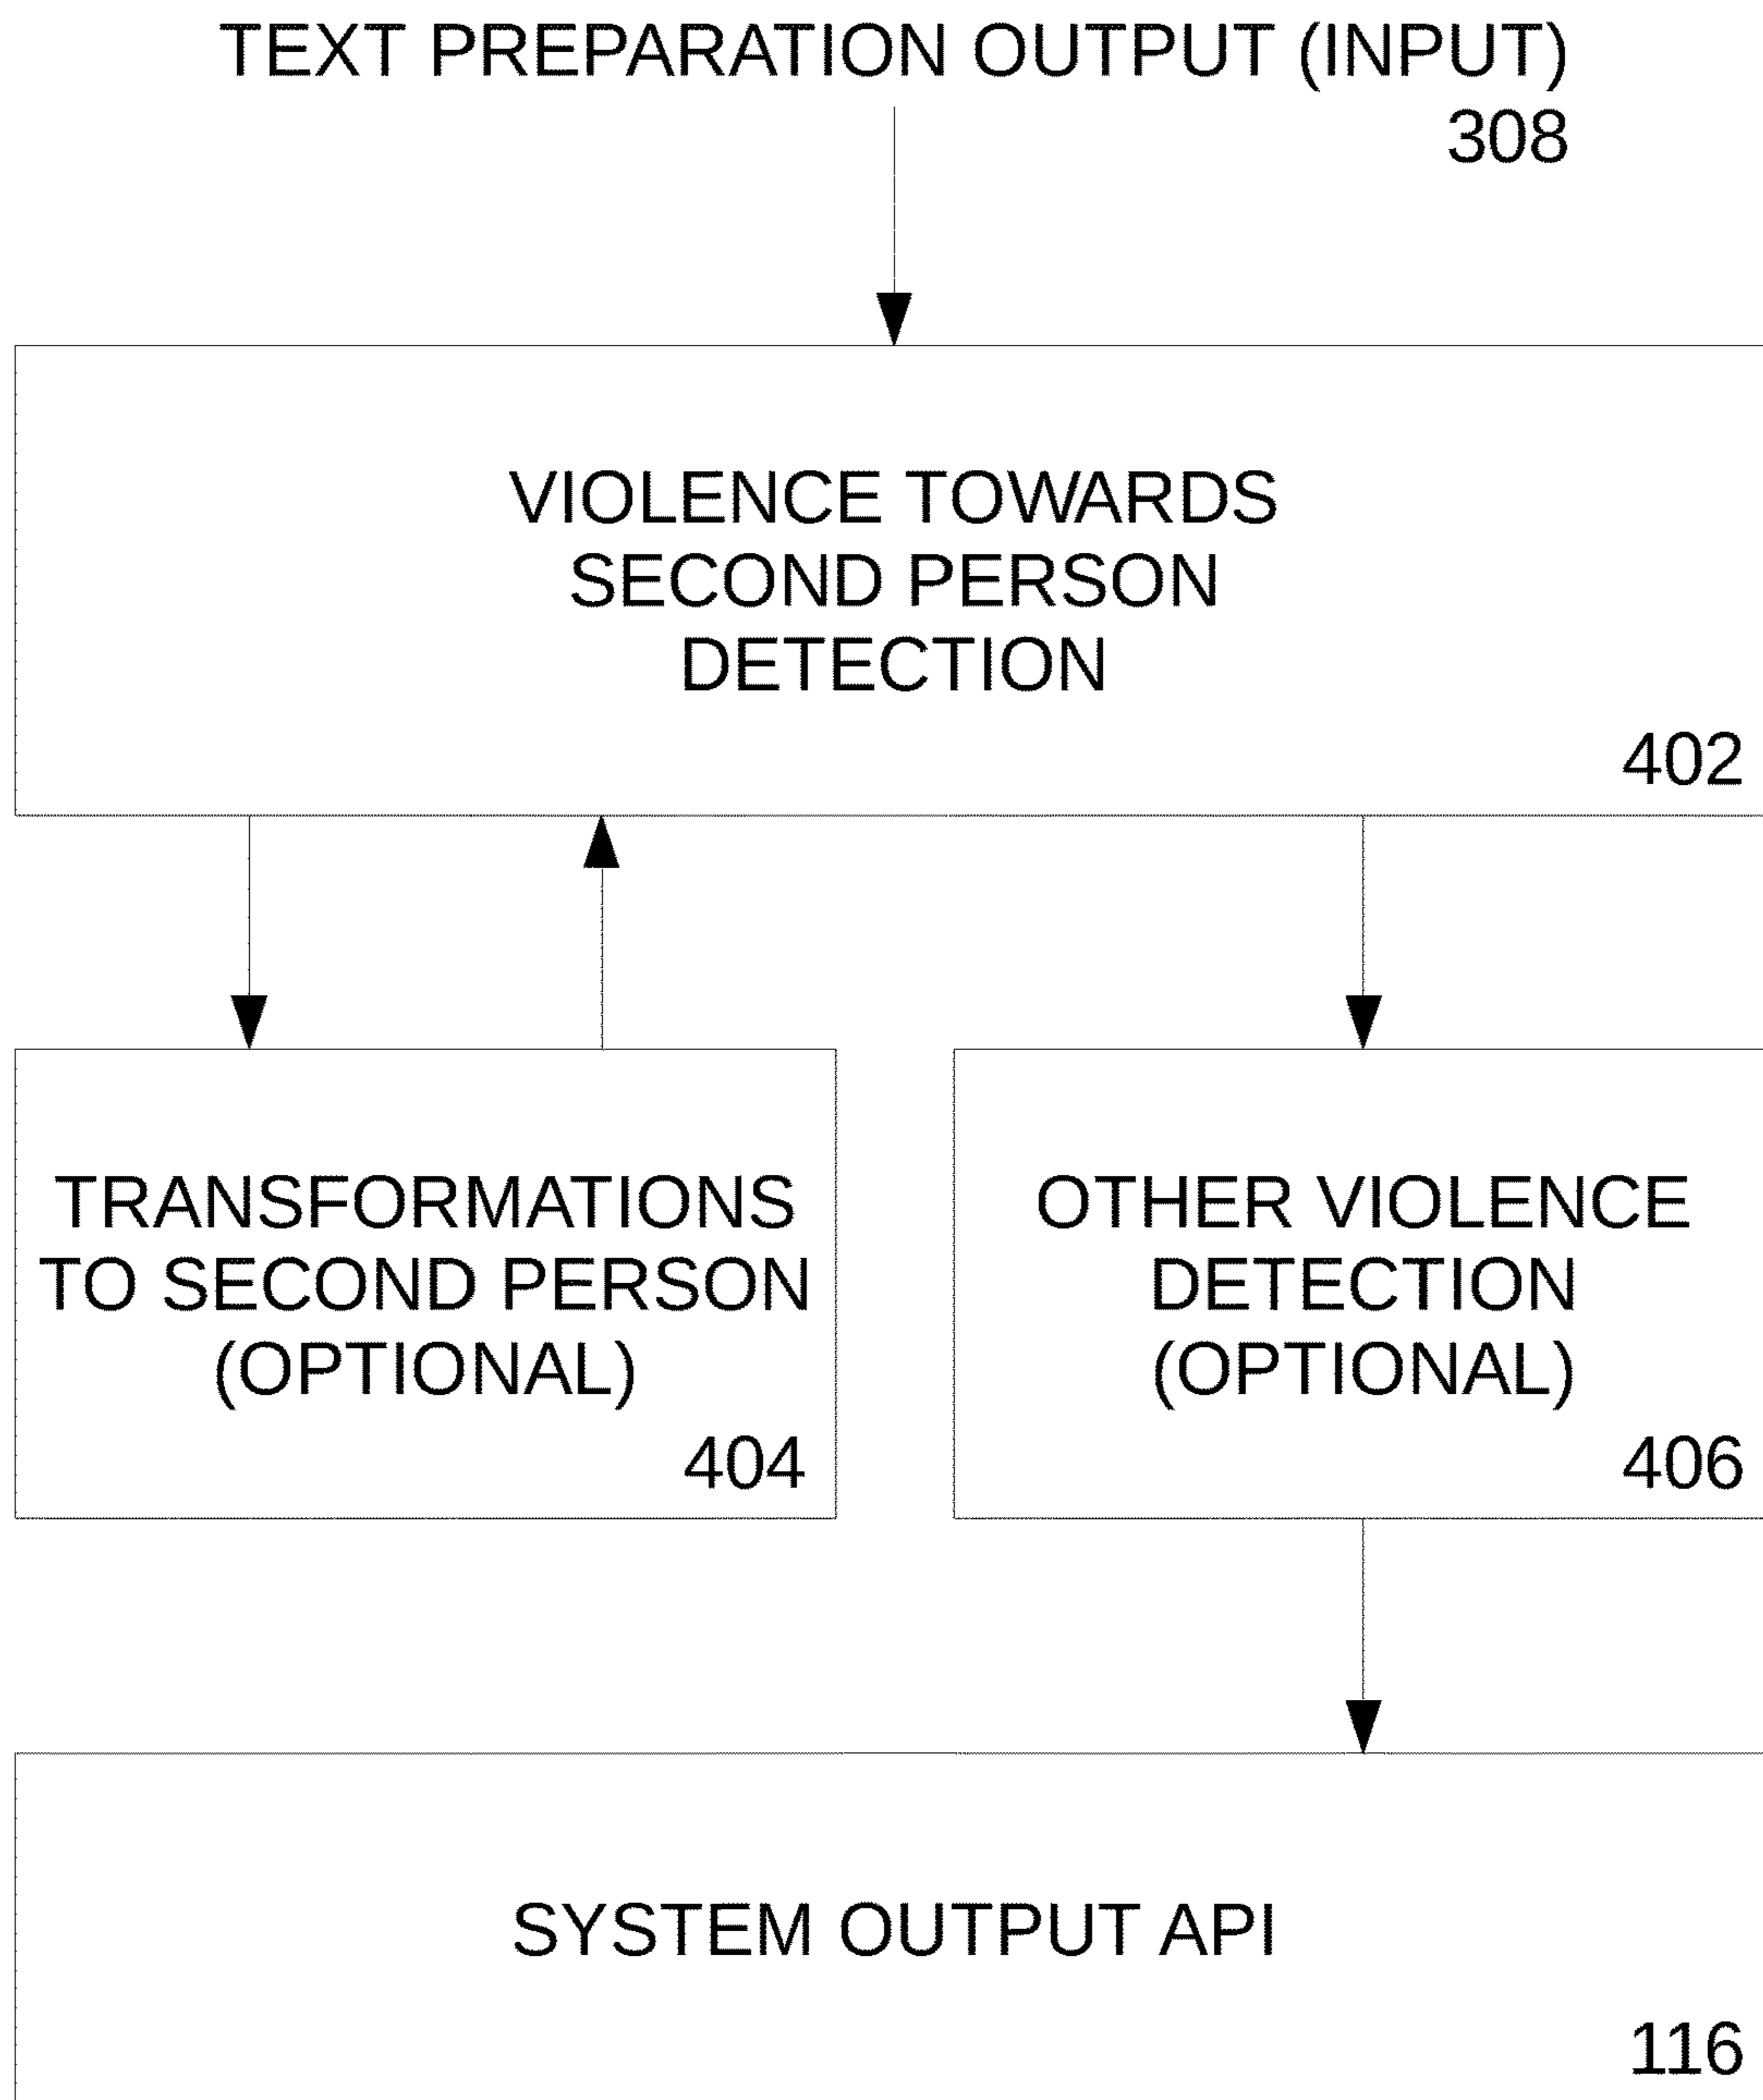 TEXT PREPARATION OUTPUT (INPUT)
308
VIOLENCE TOWARDS
SECOND PERSON
DETECTION
402
TRANSFORMATIONS
TO SECOND PERSON
(OPTIONAL)
404
OTHER VIOLENCE
DETECTION
(OPTIONAL)
406
SYSTEM OUTPUT API
116